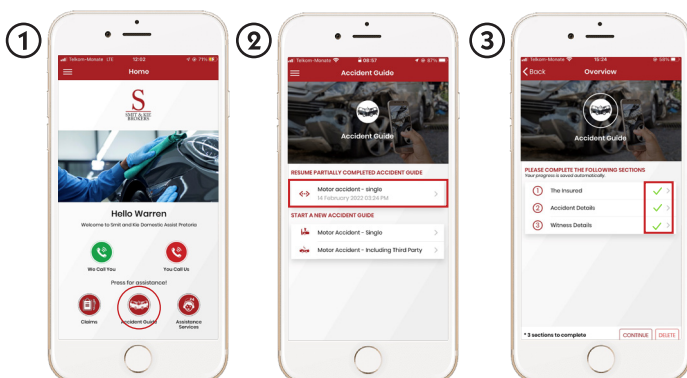 1
Telkom-Monate LTE 12:02 71%
Home
S
SMIT & KIE
BROKERS
Hello Warren
Welcome to Smit and Kie Domestic Assist Pretoria
We Call You
You Call Us
Press for assistance!
Claims
Accident Guide
Assistance
Services
2
Telkom-Monate 08:57 87%
Accident Guide
Accident Guide
RESUME PARTIALLY COMPLETED ACCIDENT GUIDE
Motor accident - single
14 February 2022 03:24 PM
START A NEW ACCIDENT GUIDE
Motor Accident - Single
Motor Accident - Including Third Party
3
Telkom-Monate 15:24 58%
Back
Overview
Accident Guide
PLEASE COMPLETE THE FOLLOWING SECTIONS
Your progress is saved automatically.
1 The Insured
2 Accident Details
3 Witness Details
* 3 sections to complete
CONTINUE
DELETE